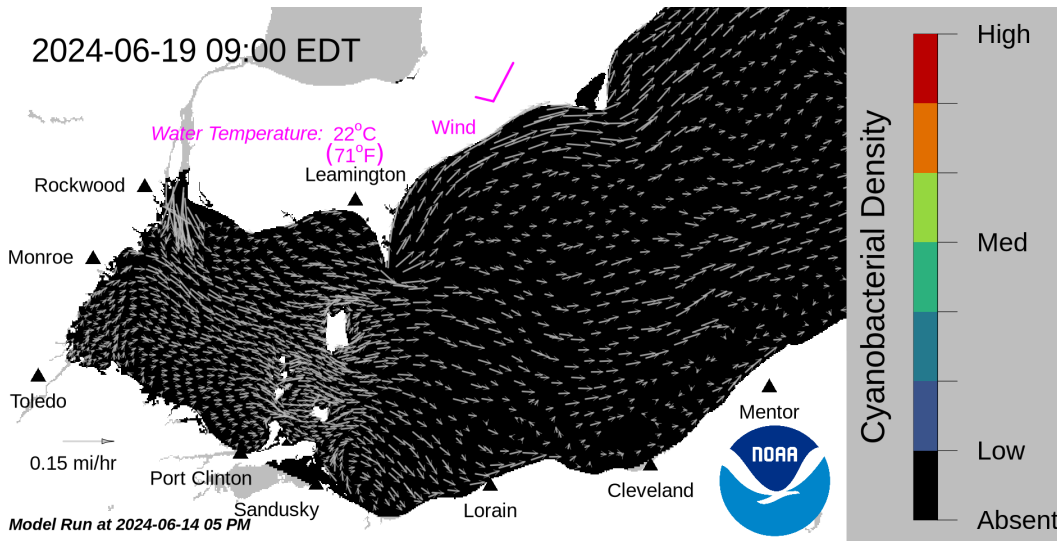 2024-06-19 09:00 EDT
High
Wind
Water Temperature: 22°C
(71°F)
Leamington
Rockwood
Monroe
Med
Cyanobacterial Density
Toledo
Mentor
0.15 mi/hr
NOAA
Low
Port Clinton
Cleveland
Sandusky
Lorain
Model Run at 2024-06-14 05 PM
Absent